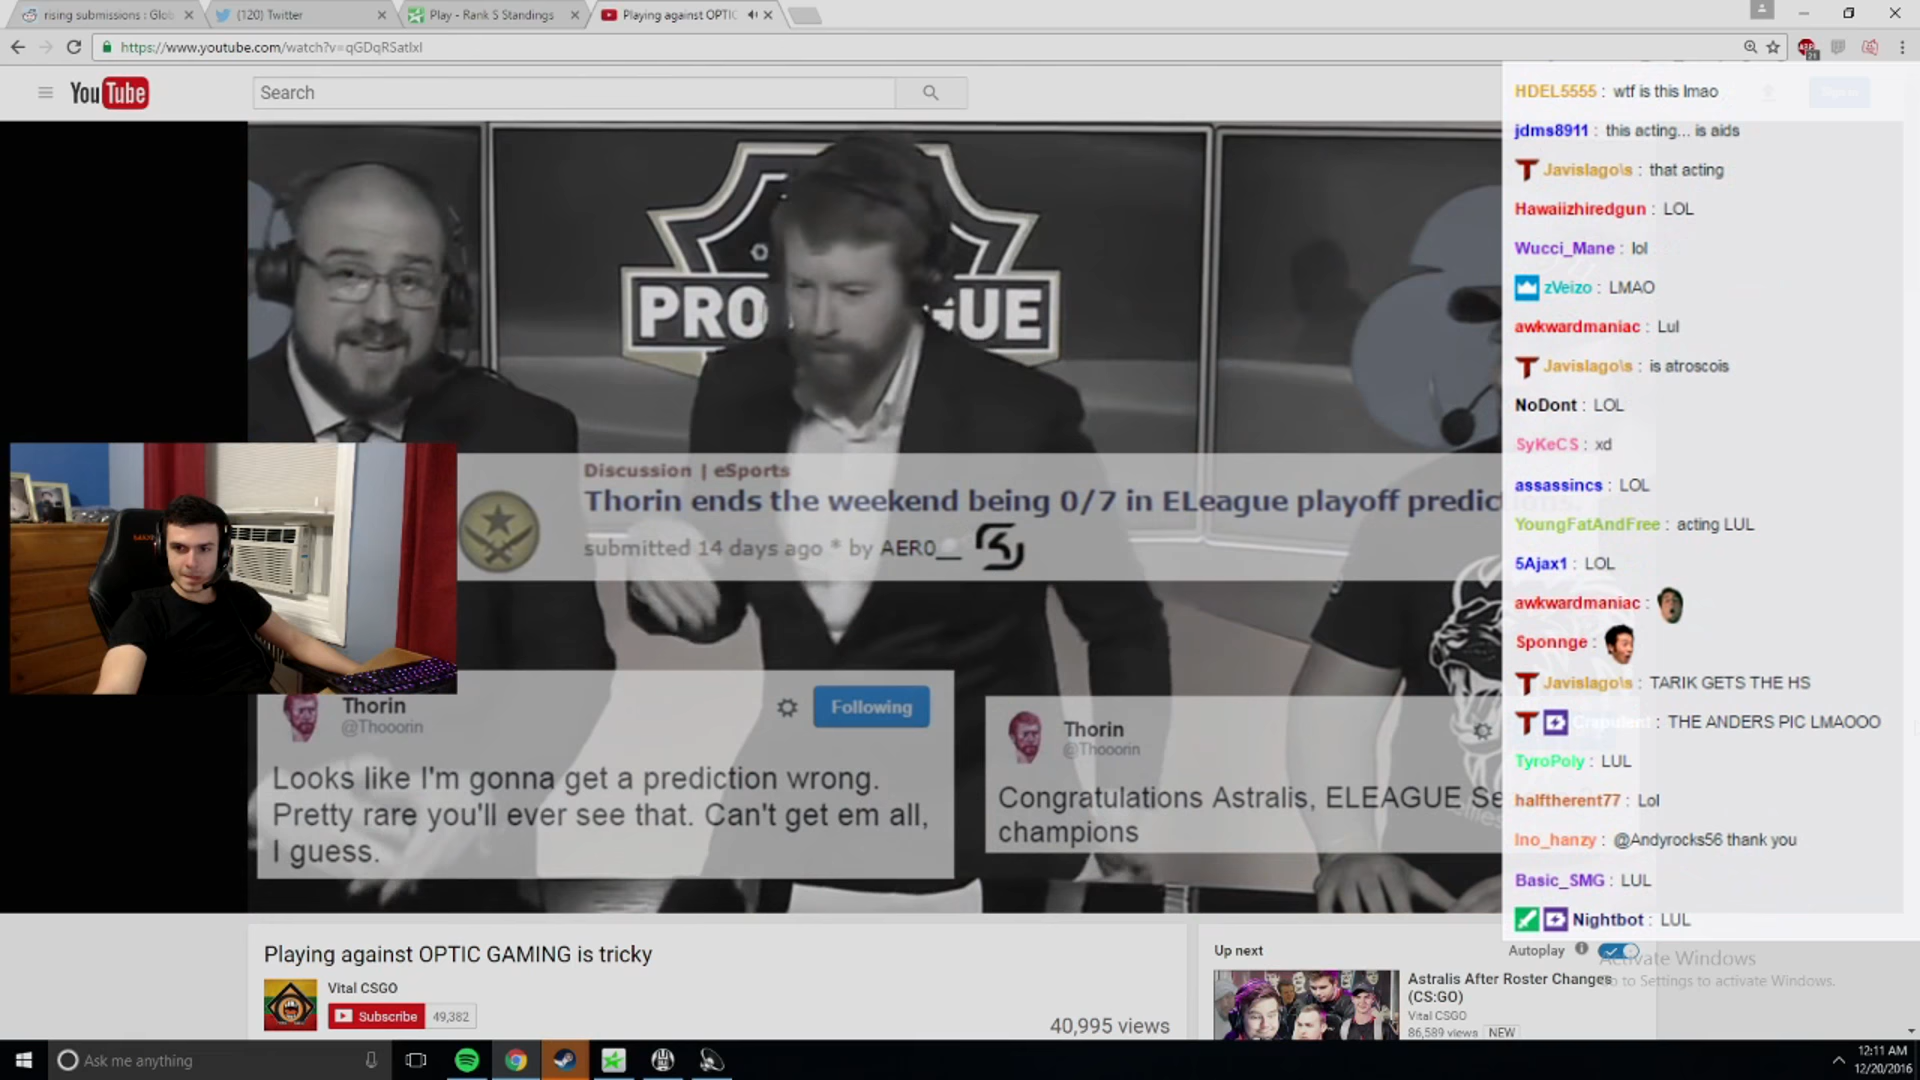 rising submissions : Glob
(120) Twitter
Play - Rank S Standings
Playing against OPTIC
https://www.youtube.com/watch?v=qGDqRSatlxI
YouTube
Search
PRO
GUE
Discussion | eSports
Thorin ends the weekend being 0/7 in ELeague playoff predic
submitted 14 days ago * by AER0__
Thorin
@Thooorin
Following
Looks like I'm gonna get a prediction wrong.
Pretty rare you'll ever see that. Can't get em all,
I guess.
Thorin
@Thooorin
Congratulations Astralis, ELEAGUE Se
champions
HDEL5555 : wtf is this lmao
jdms8911 : this acting... is aids
Javislago\s : that acting
Hawaiizhiredgun : LOL
Wucci_Mane : lol
zVeizo : LMAO
awkwardmaniac : Lul
Javislago\s : is atroscois
NoDont : LOL
SyKeCS : xd
assassincs : LOL
YoungFatAndFree : acting LUL
5Ajax1 : LOL
awkwardmaniac :
Sponnge :
Javislago\s : TARIK GETS THE HS
: THE ANDERS PIC LMAOOO
TyroPoly : LUL
halftherent77 : Lol
Ino_hanzy : @Andyrocks56 thank you
Basic_SMG : LUL
Nightbot : LUL
Playing against OPTIC GAMING is tricky
Vital CSGO
Subscribe 49,382
40,995 views
Up next
Autoplay
Astralis After Roster Changes
(CS:GO)
Vital CSGO
86,589 views NEW
Activate Windows
Go to Settings to activate Windows.
Ask me anything
12:11 AM
12/20/2016